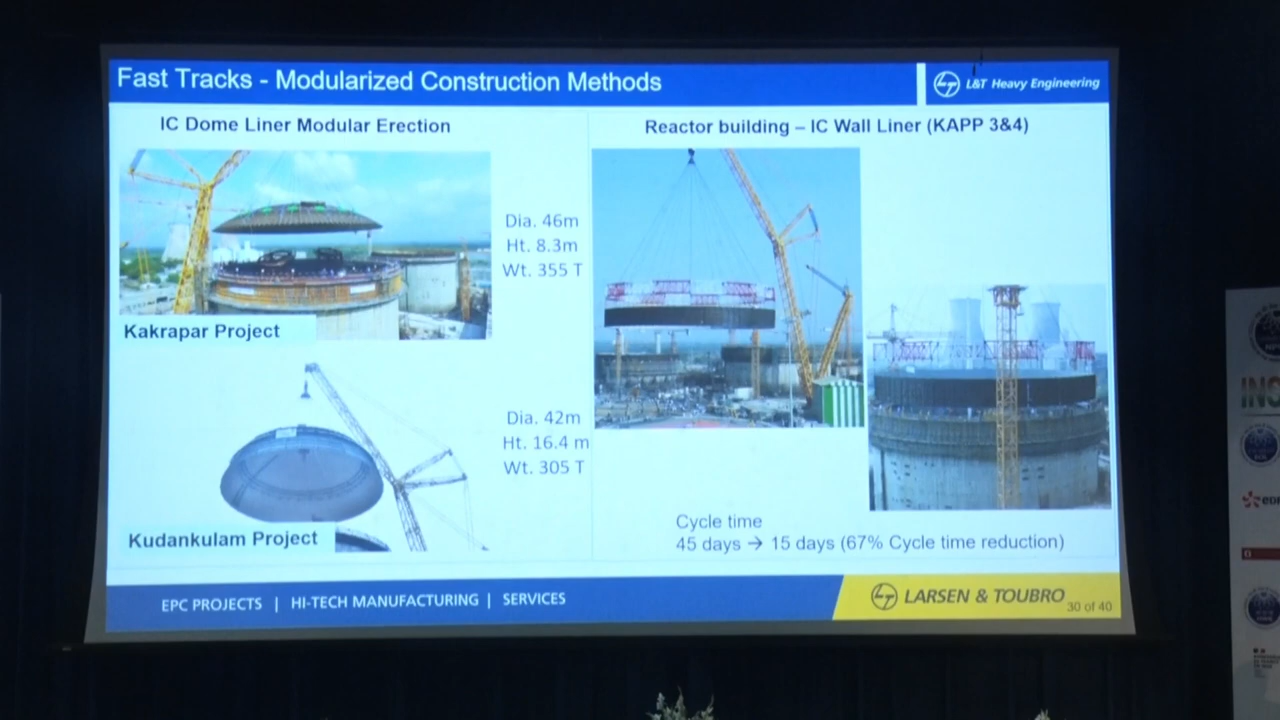 Fast Tracks - Modularized Construction Methods
L&T Heavy Engineering
IC Dome Liner Modular Erection
Dia. 46m
Ht. 8.3m
Wt. 355 T
Kakrapar Project
Dia. 42m
Ht. 16.4 m
Wt. 305 T
Kudankulam Project
Reactor building – IC Wall Liner (KAPP 3&4)
Cycle time
45 days → 15 days (67% Cycle time reduction)
EPC PROJECTS | HI-TECH MANUFACTURING | SERVICES
LARSEN & TOUBRO
30 of 40